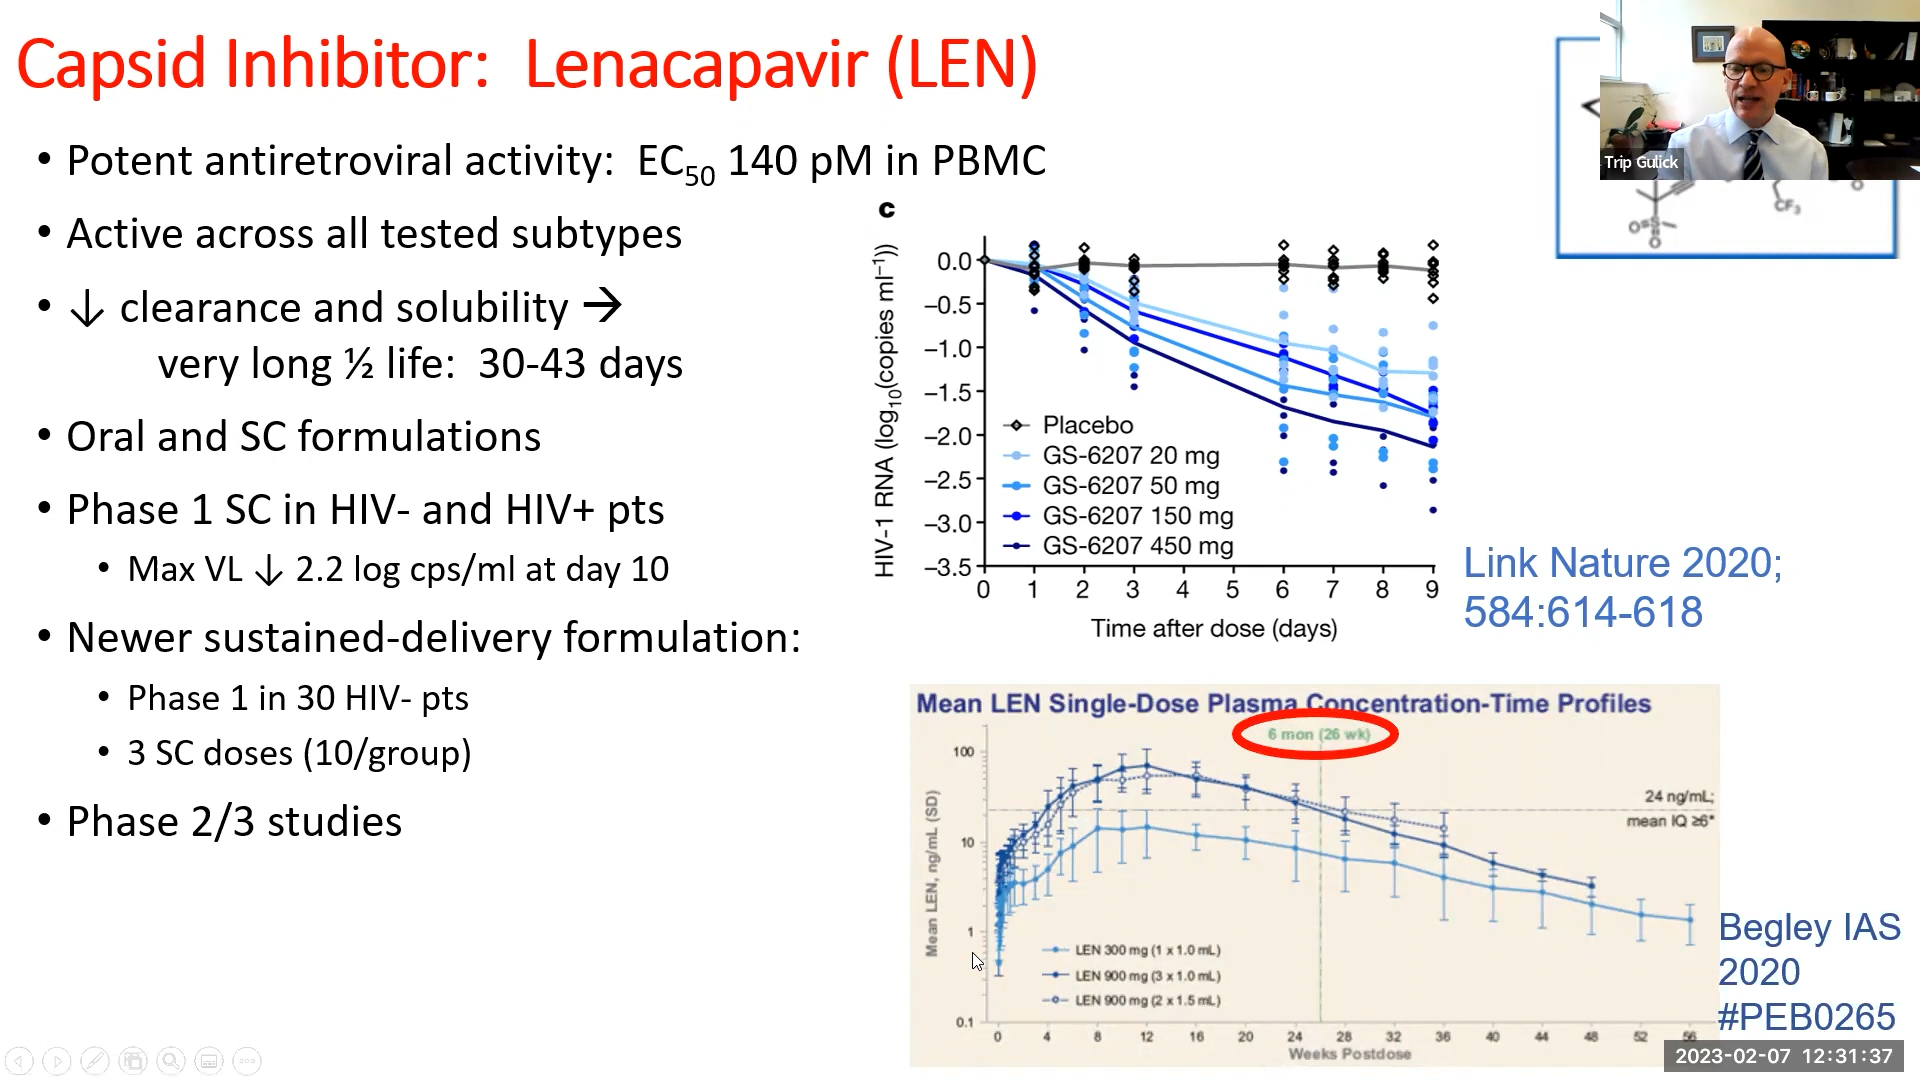 Capsid Inhibitor: Lenacapavir (LEN)
• Potent antiretroviral activity: EC50 140 pM in PBMC
• Active across all tested subtypes
• ↓ clearance and solubility →
very long ½ life: 30-43 days
• Oral and SC formulations
• Phase 1 SC in HIV- and HIV+ pts
• Max VL ↓ 2.2 log cps/ml at day 10
• Newer sustained-delivery formulation:
• Phase 1 in 30 HIV- pts
• 3 SC doses (10/group)
• Phase 2/3 studies
Trip Gulick
CF3
O
S
O
O
O
c
HIV-1 RNA (log10(copies ml−1))
0.0
−0.5
−1.0
−1.5
−2.0
−2.5
−3.0
−3.5
Placebo
GS-6207 20 mg
GS-6207 50 mg
GS-6207 150 mg
GS-6207 450 mg
0 1 2 3 4 5 6 7 8 9
Time after dose (days)
Link Nature 2020;
584:614-618
Mean LEN Single-Dose Plasma Concentration-Time Profiles
6 mon (26 wk)
Mean LEN, ng/mL (SD)
100
10
1
0.1
24 ng/mL;
mean IQ ≥6*
LEN 300 mg (1 x 1.0 mL)
LEN 900 mg (3 x 1.0 mL)
LEN 900 mg (2 x 1.5 mL)
0 4 8 12 16 20 24 28 32 36 40 44 48 52 56
Weeks Postdose
Begley IAS
2020
#PEB0265
2023-02-07 12:31:37